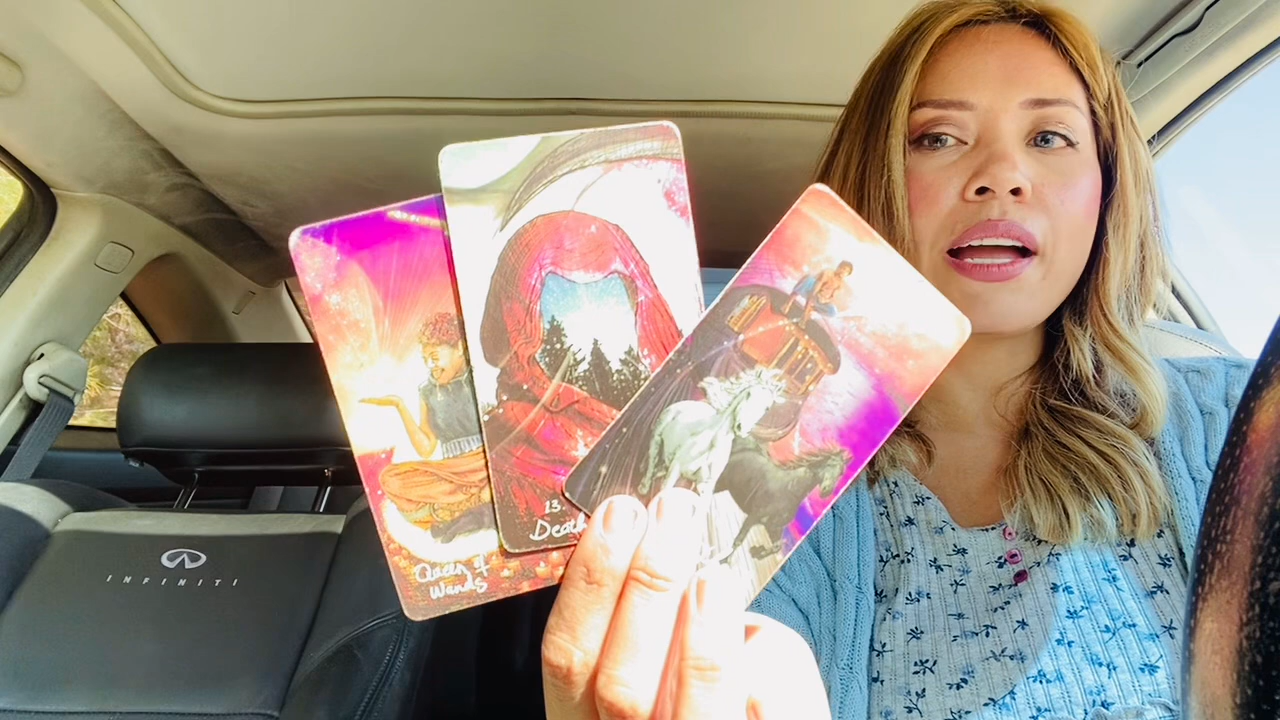 Queen of
Wands
13.
Death
INFINITI